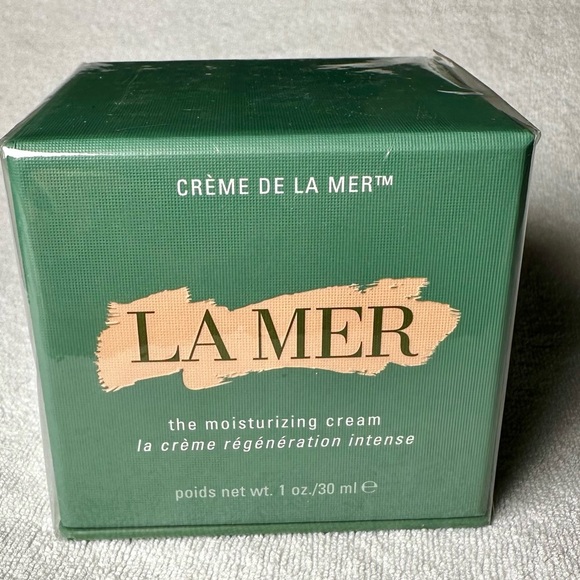 CRÈME DE LA MER™
LA MER
the moisturizing cream
la crème régénération intense
poids net wt. 1 oz./30 ml ℮